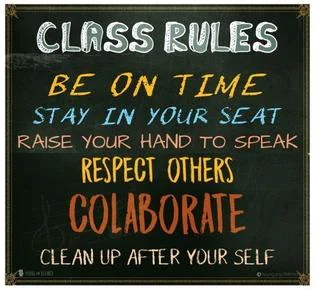 CLASS RULES
BE ON TIME
STAY IN YOUR SEAT
RAISE YOUR HAND TO SPEAK
RESPECT OTHERS
COLABORATE
CLEAN UP AFTER YOUR SELF